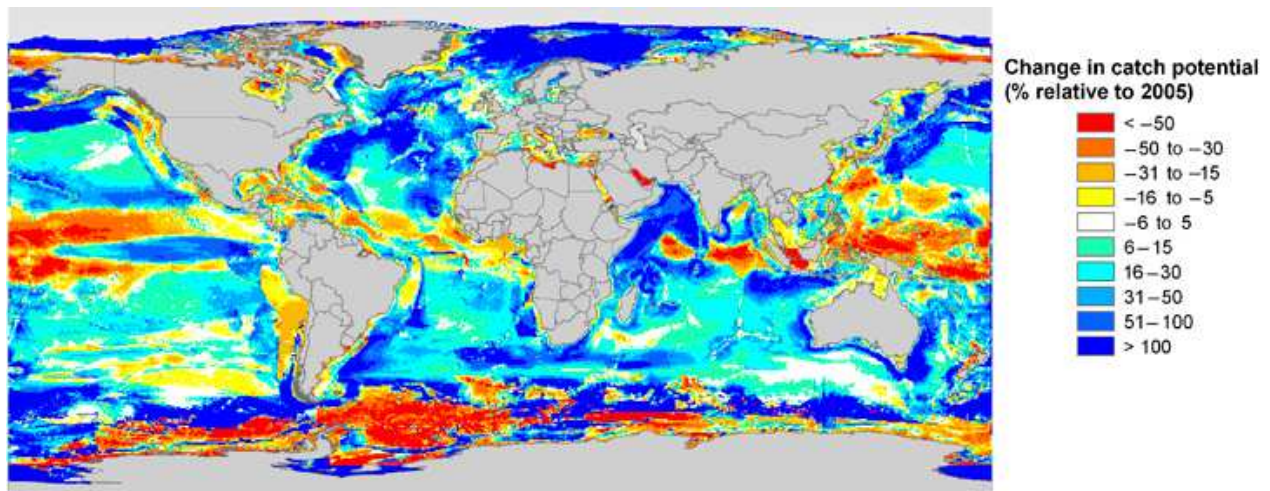 Change in catch potential
(% relative to 2005)
< −50
−50 to −30
−31 to −15
−16 to −5
−6 to 5
6−15
16−30
31−50
51−100
> 100